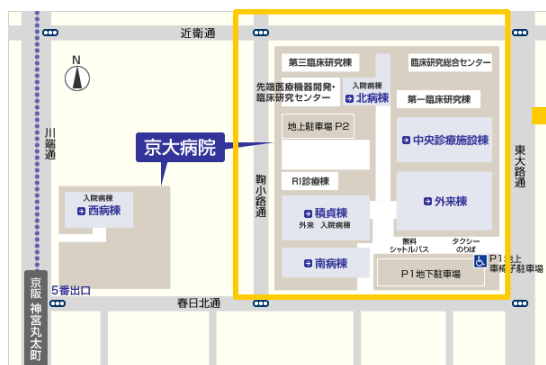 近衛通
N
第三臨床研究棟
臨床研究総合センター
先端医療機器開発・
臨床研究センター
入院病棟
北病棟
第一臨床研究棟
地上駐車場 P2
中央診療施設棟
京大病院
川端通
鞠小路通
東大路通
RI診療棟
入院病棟
西病棟
積貞棟
外来 入院病棟
外来棟
無料
シャトルバス
タクシー
のりば
南病棟
P1地下駐車場
P1地上
車椅子駐車場
5番出口
京阪 神宮丸太町
春日北通